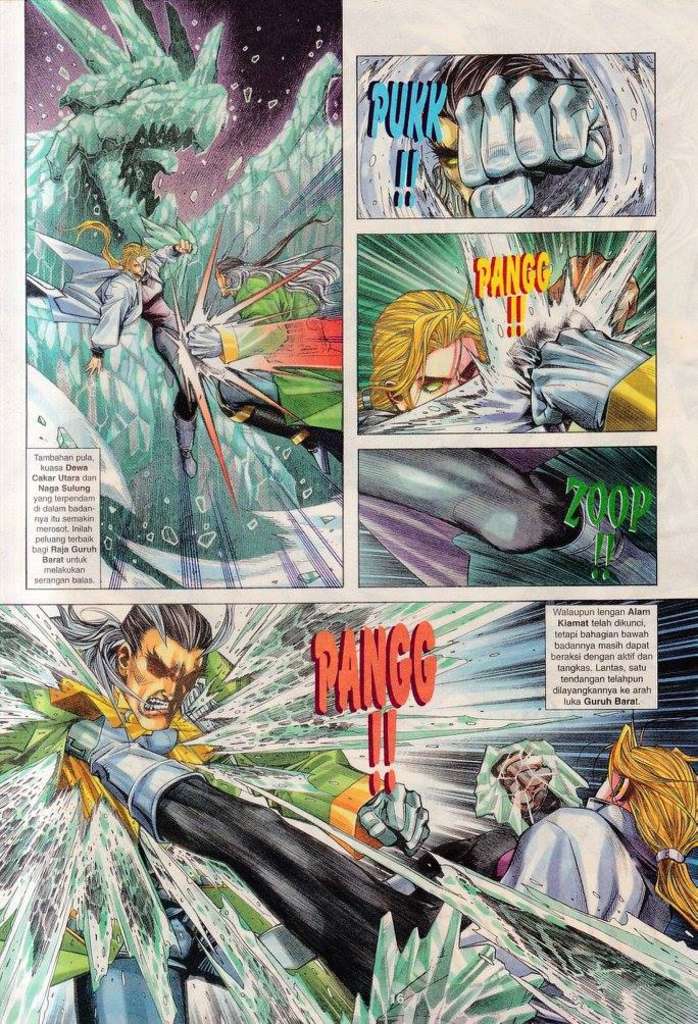 Tambahan pula,
kuasa Dewa
Cakar Utara dan
Naga Sulung
yang terpendam
di dalam badan-
nya itu semakin
merosot. Inilah
peluang terbaik
bagi Raja Guruh
Barat untuk
melakukan
serangan balas.
PUKK
!!
PANGG
!!
ZOOP
!!
PANGG
!!
Walaupun lengan Alam
Kiamat telah dikunci,
tetapi bahagian bawah
badannya masih dapat
beraksi dengan aktif dan
tangkas. Lantas, satu
tendangan telahpun
dilayangkannya ke arah
luka Guruh Barat.
16